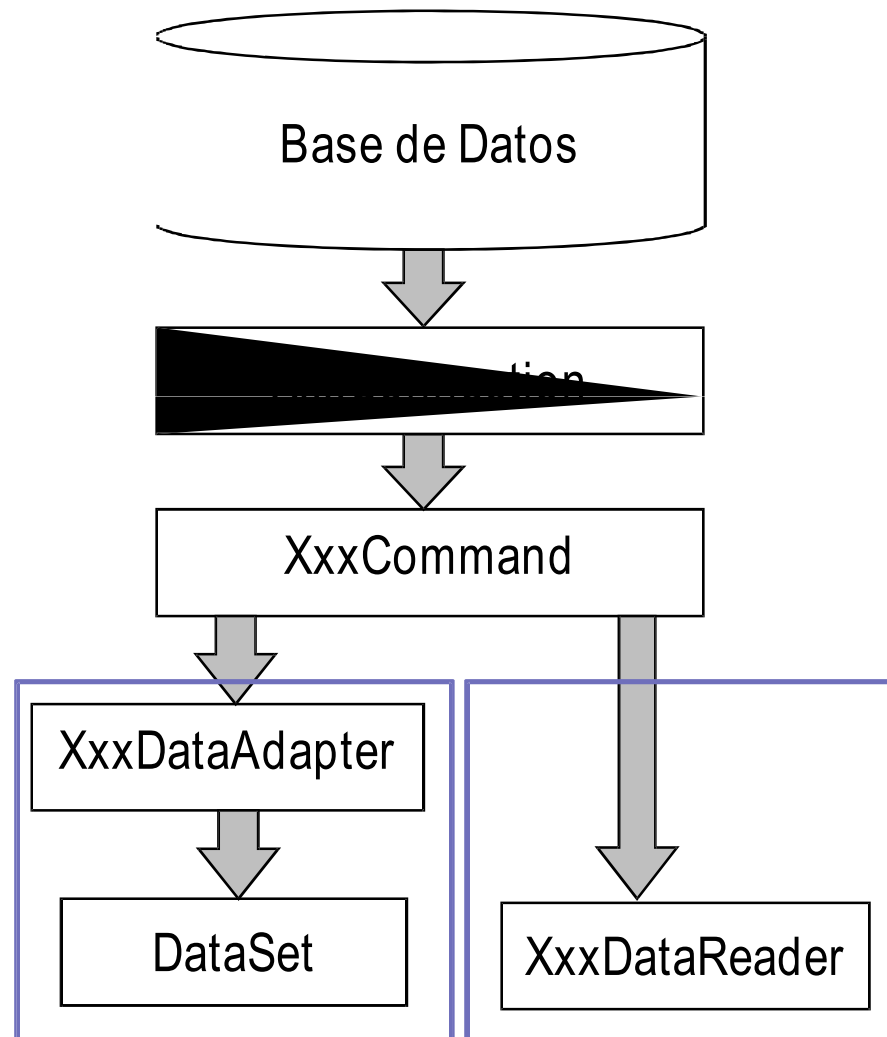 Base de Datos
XxxCommand
XxxDataAdapter
DataSet
XxxDataReader